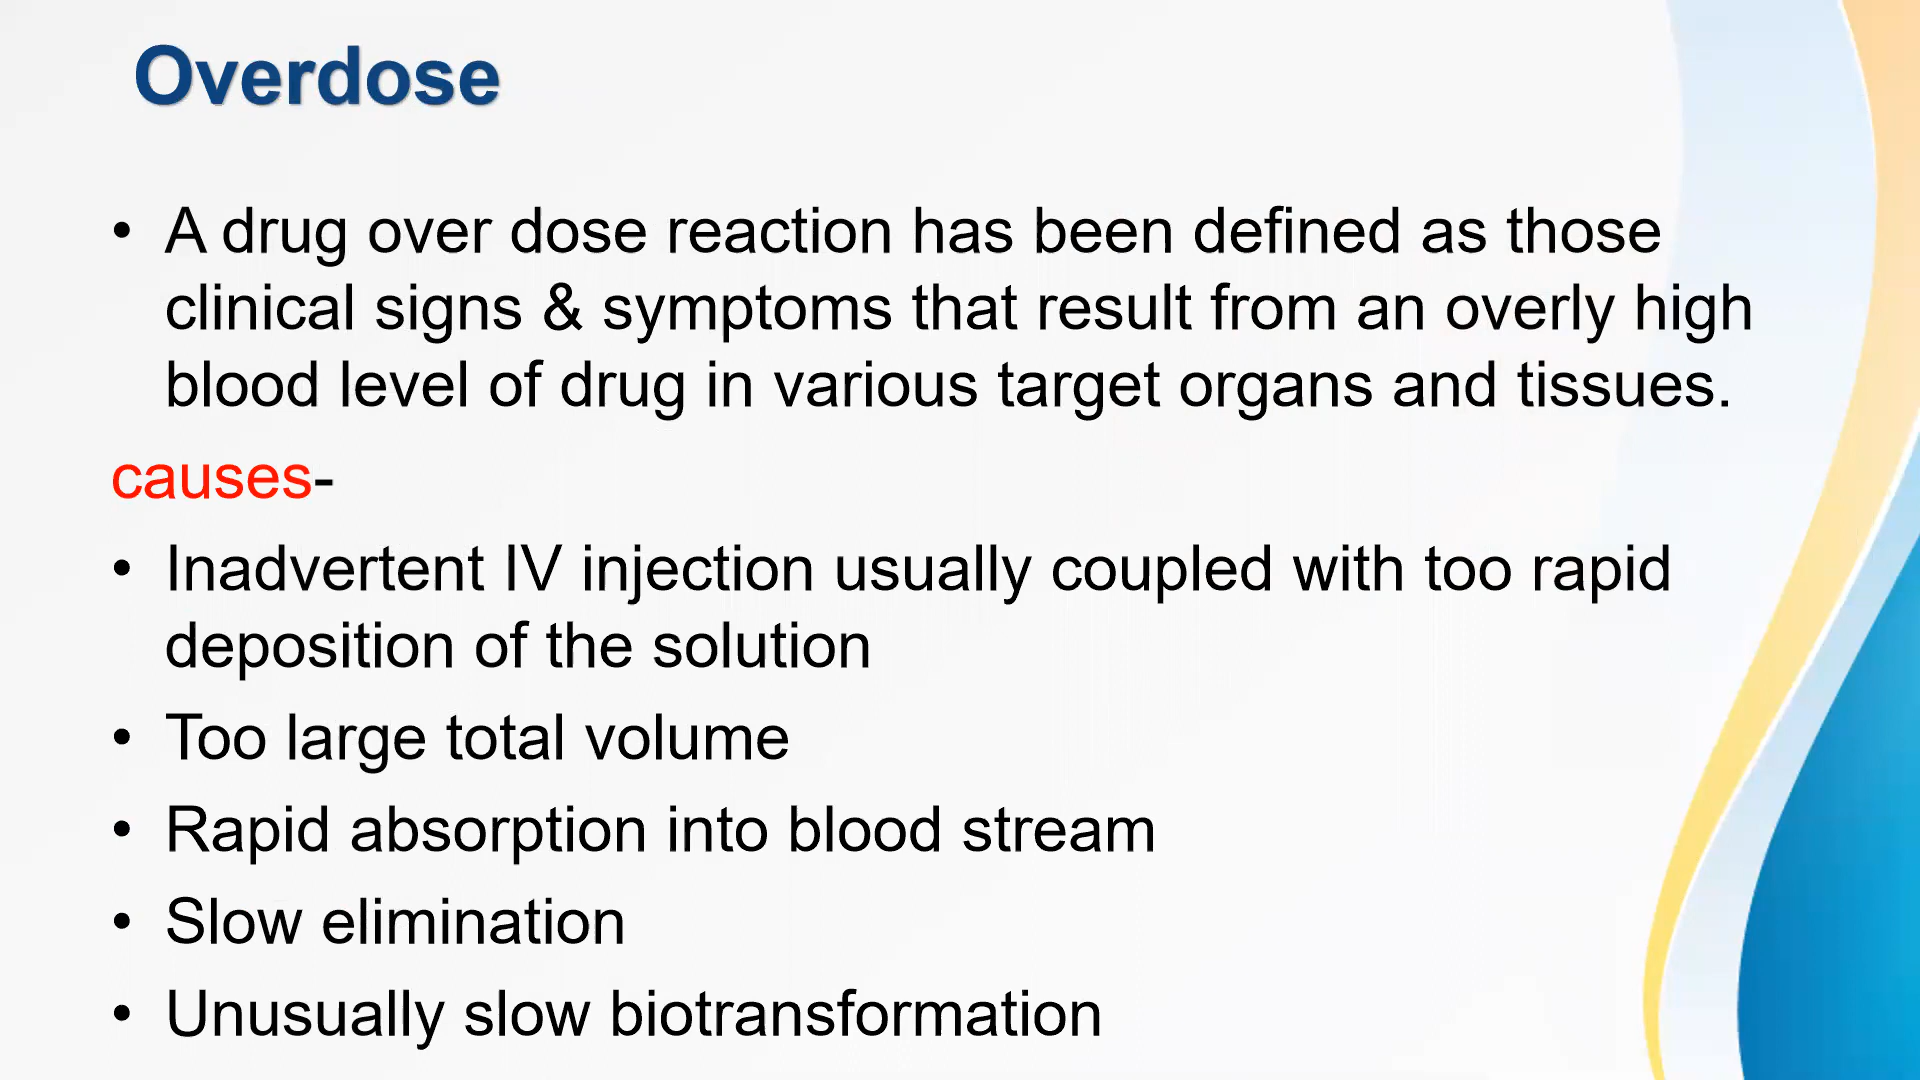 Overdose
• A drug over dose reaction has been defined as those
clinical signs & symptoms that result from an overly high
blood level of drug in various target organs and tissues.
causes-
• Inadvertent IV injection usually coupled with too rapid
deposition of the solution
• Too large total volume
• Rapid absorption into blood stream
• Slow elimination
• Unusually slow biotransformation